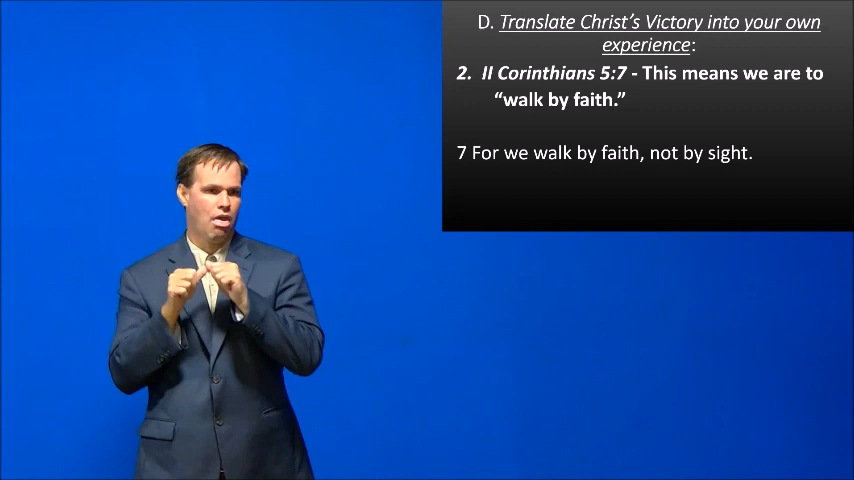 D. Translate Christ's Victory into your own
experience:
2. II Corinthians 5:7 - This means we are to
“walk by faith.”
7 For we walk by faith, not by sight.